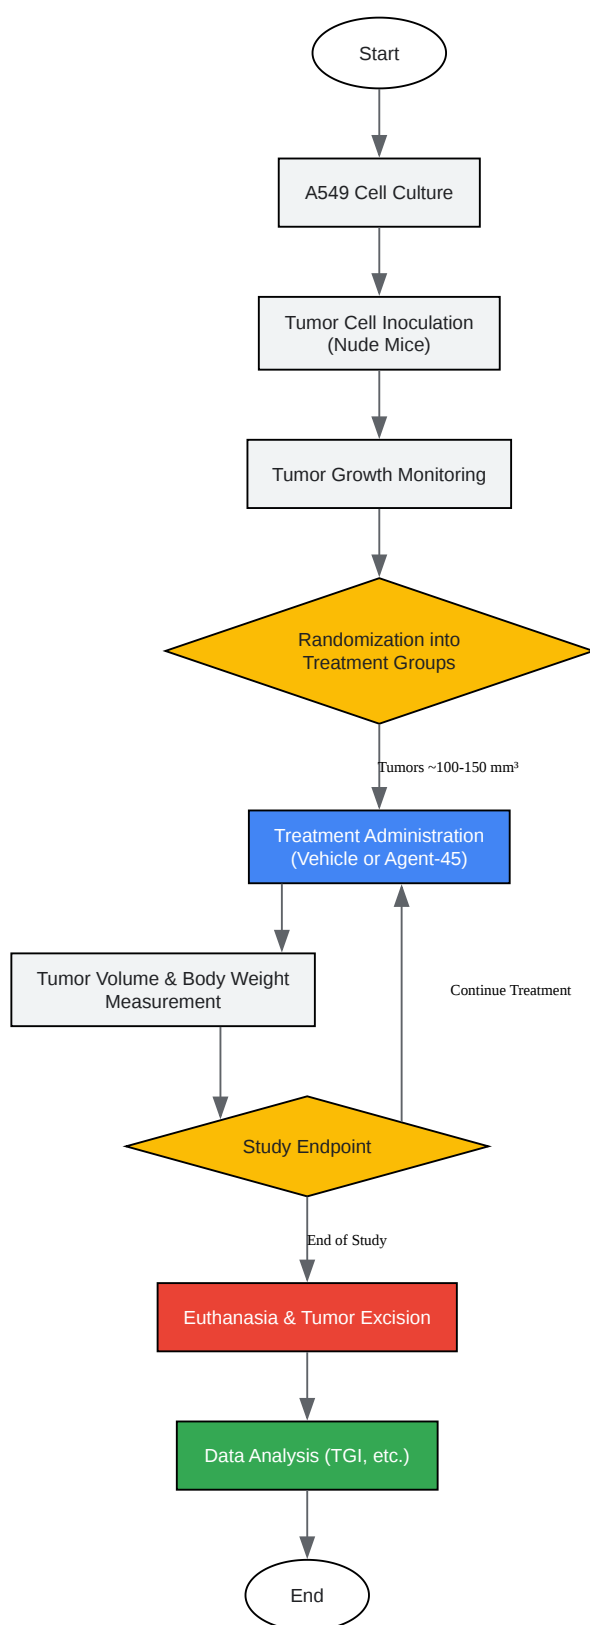 Start
A549 Cell Culture
Tumor Cell Inoculation
(Nude Mice)
Tumor Growth Monitoring
Randomization into
Treatment Groups
Tumors ~100-150 mm³
Treatment Administration
(Vehicle or Agent-45)
Tumor Volume & Body Weight
Measurement
Continue Treatment
Study Endpoint
End of Study
Euthanasia & Tumor Excision
Data Analysis (TGI, etc.)
End